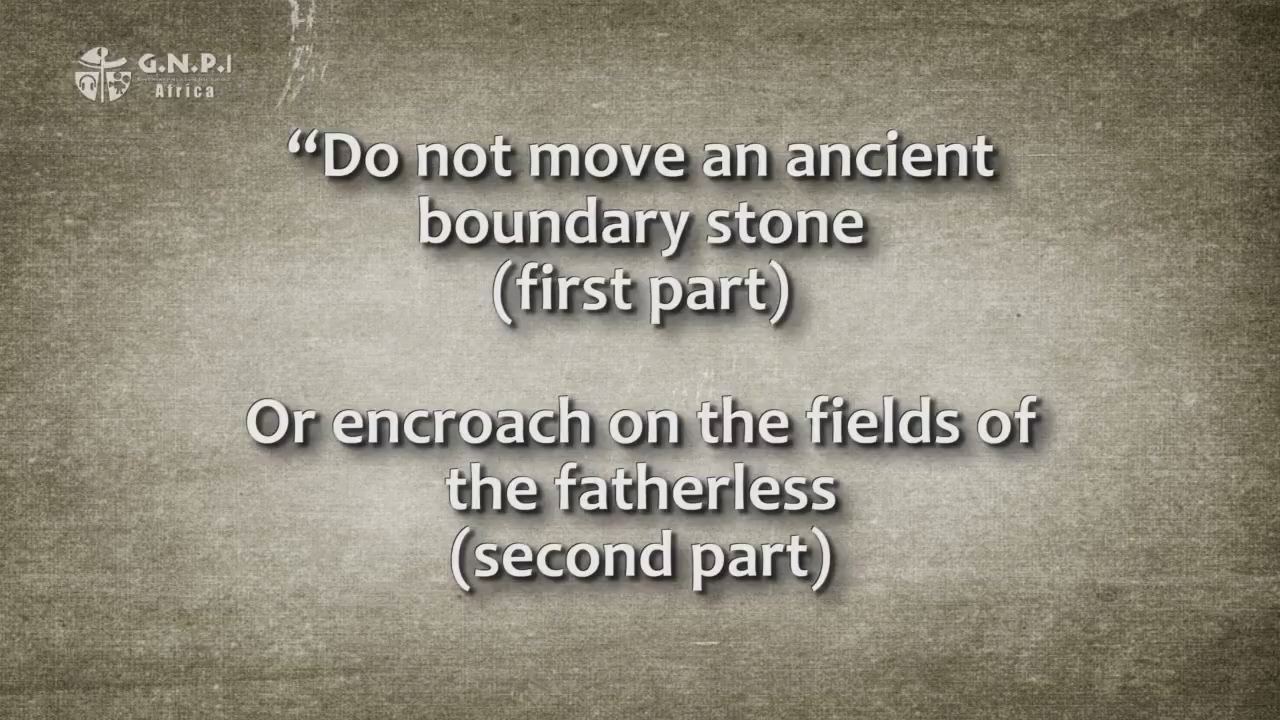 G.N.P.I
Africa
“Do not move an ancient
boundary stone
(first part)
Or encroach on the fields of
the fatherless
(second part)